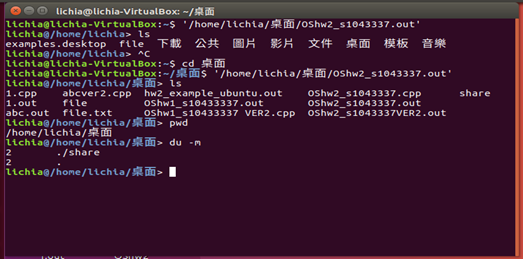 lichia@lichia-VirtualBox: ~/桌面
lichia@lichia-VirtualBox:~$ '/home/lichia/桌面/OShw2_s1043337.out'
lichia@/home/lichia> ls
examples.desktop  file  下載  公共  圖片  影片  文件  桌面  模板  音樂
lichia@/home/lichia> ^C
lichia@lichia-VirtualBox:~$ cd 桌面
lichia@lichia-VirtualBox:~/桌面$ '/home/lichia/桌面/OShw2_s1043337.out'
lichia@/home/lichia/桌面> ls
1.cpp    abcver2.cpp  hw2_example_ubuntu.out    OShw2_s1043337.cpp      share
1.out    file         OShw1_s10433337.out       OShw2_s1043337.out
abc.out  file.txt     OShw1_s1043337 VER2.cpp   OShw2_s1043337VER2.out
lichia@/home/lichia/桌面> pwd
/home/lichia/桌面
lichia@/home/lichia/桌面> du -m
2       ./share
2       .
lichia@/home/lichia/桌面>